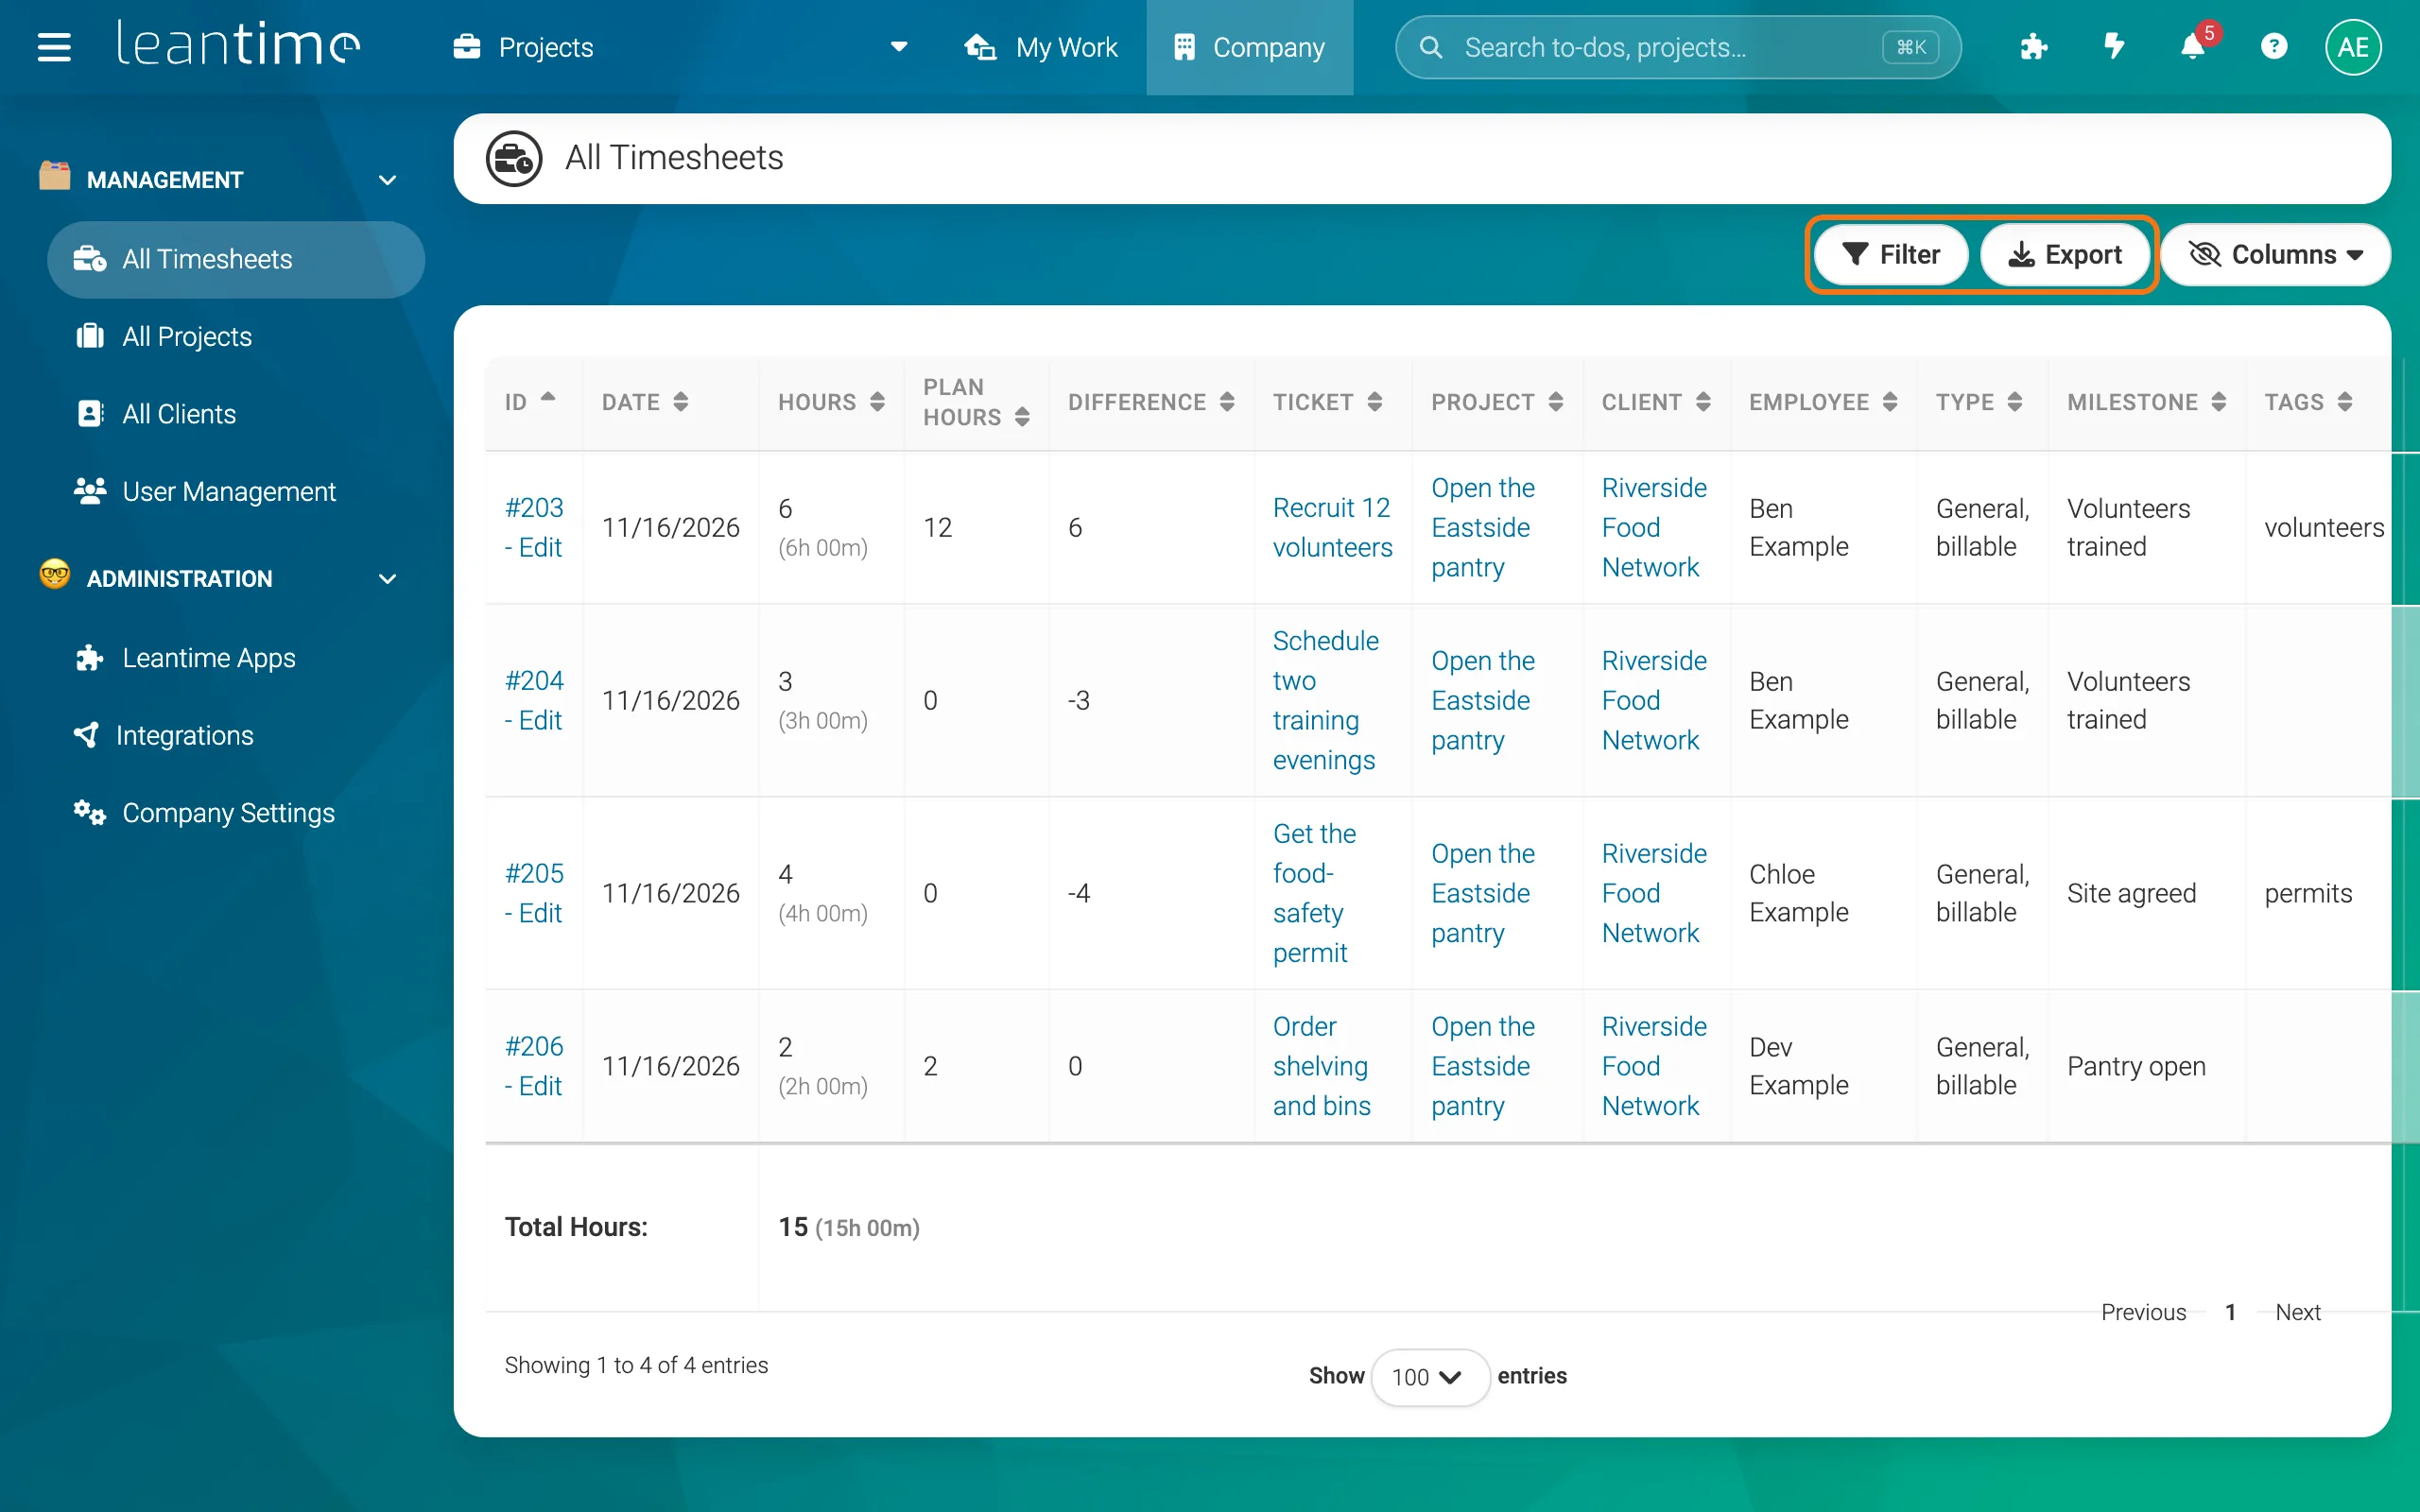 leantime
Projects
My Work
Company
Search to-dos, projects...
⌘K
5
AE
MANAGEMENT
All Timesheets
All Projects
All Clients
User Management
ADMINISTRATION
Leantime Apps
Integrations
Company Settings
All Timesheets
Filter
Export
Columns
ID
DATE
HOURS
PLAN
HOURS
DIFFERENCE
TICKET
PROJECT
CLIENT
EMPLOYEE
TYPE
MILESTONE
TAGS
#203
- Edit
11/16/2026
6
(6h 00m)
12
6
Recruit 12
volunteers
Open the
Eastside
pantry
Riverside
Food
Network
Ben
Example
General,
billable
Volunteers
trained
volunteers
#204
- Edit
11/16/2026
3
(3h 00m)
0
-3
Schedule
two
training
evenings
Open the
Eastside
pantry
Riverside
Food
Network
Ben
Example
General,
billable
Volunteers
trained
#205
- Edit
11/16/2026
4
(4h 00m)
0
-4
Get the
food-
safety
permit
Open the
Eastside
pantry
Riverside
Food
Network
Chloe
Example
General,
billable
Site agreed
permits
#206
- Edit
11/16/2026
2
(2h 00m)
2
0
Order
shelving
and bins
Open the
Eastside
pantry
Riverside
Food
Network
Dev
Example
General,
billable
Pantry open
Total Hours:
15 (15h 00m)
Previous
1
Next
Showing 1 to 4 of 4 entries
Show 100 entries